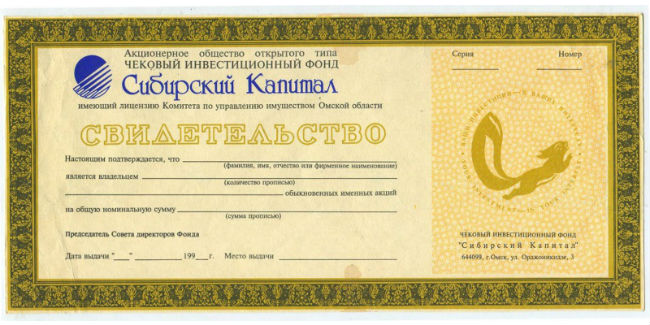 Акционерное общество открытого типа
ЧЕКОВЫЙ ИНВЕСТИЦИОННЫЙ ФОНД
Сибирский Капитал
имеющий лицензию Комитета по управлению имуществом Омской области
СВИДЕТЕЛЬСТВО
Настоящим подтверждается, что
(фамилия, имя, отчество или фирменное наименование)
является владельцем
(количество прописью)
обыкновенных именных акций
на общую номинальную сумму
(сумма прописью)
Председатель Совета директоров Фонда
Дата выдачи "__" ______ 199__ г. Место выдачи
Серия Номер
ЧЕКОВЫЙ ИНВЕСТИЦИОННЫЙ ФОНД
"Сибирский Капитал"
644099, г.Омск, ул. Орджоникидзе, 3